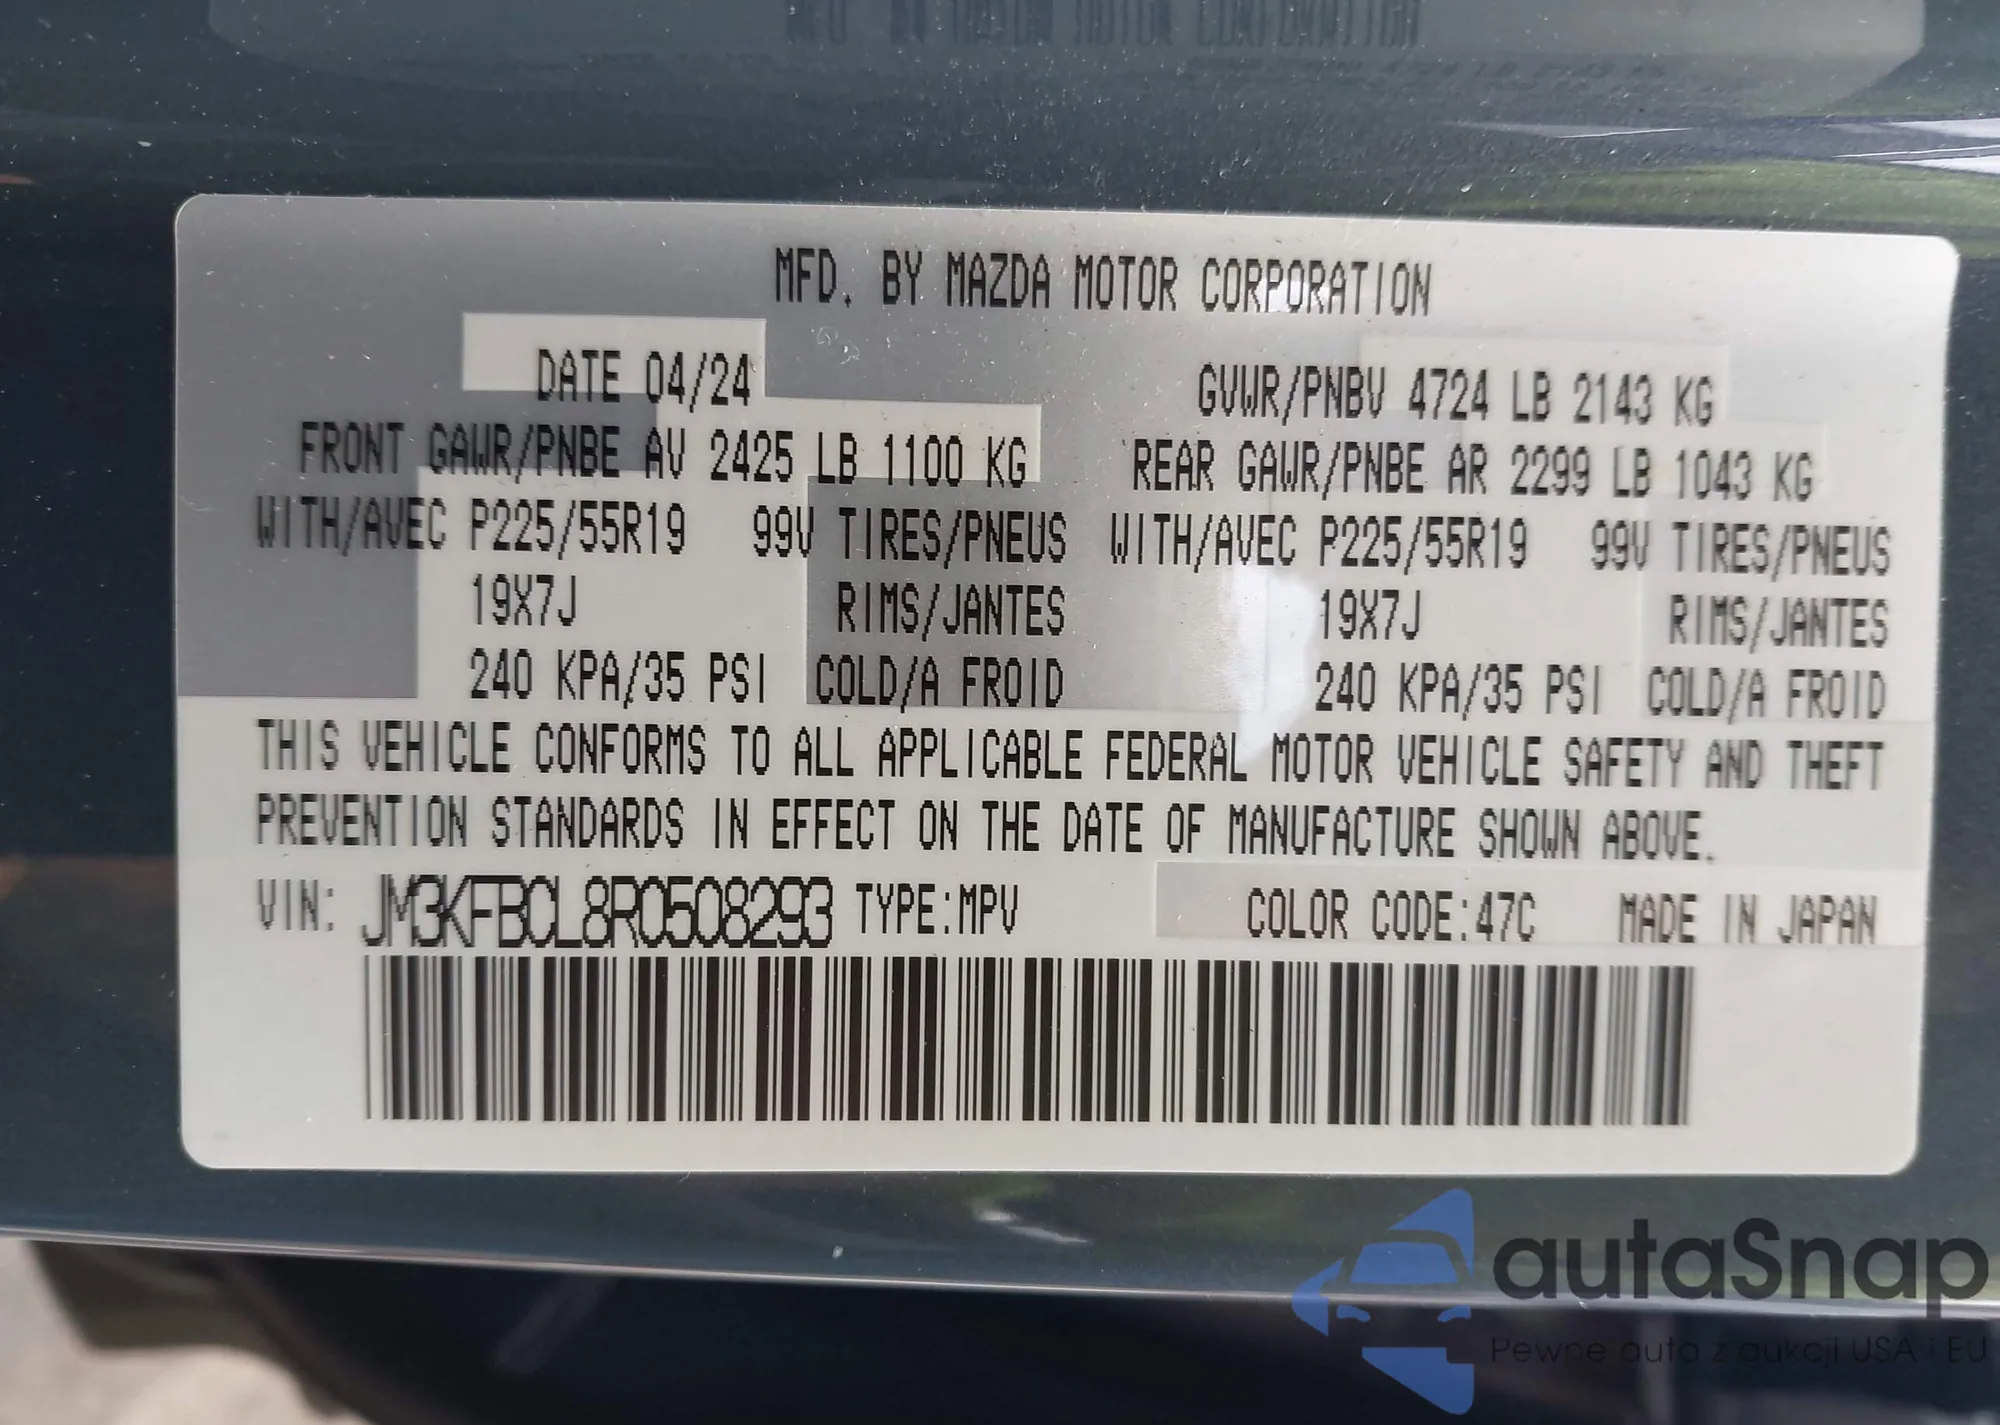 MFD. BY MAZDA MOTOR CORPORATION
MFD. BY MAZDA MOTOR CORPORATION
DATE 04/24 GVWR/PNBV 4724 LB 2143 KG
FRONT GAWR/PNBE AV 2425 LB 1100 KG REAR GAWR/PNBE AR 2299 LB 1043 KG
WITH/AVEC P225/55R19 99V TIRES/PNEUS WITH/AVEC P225/55R19 99V TIRES/PNEUS
19X7J RIMS/JANTES 19X7J RIMS/JANTES
240 KPA/35 PSI COLD/A FROID 240 KPA/35 PSI COLD/A FROID
THIS VEHICLE CONFORMS TO ALL APPLICABLE FEDERAL MOTOR VEHICLE SAFETY AND THEFT
PREVENTION STANDARDS IN EFFECT ON THE DATE OF MANUFACTURE SHOWN ABOVE.
VIN: JM3KFBCL8R0508293 TYPE:MPV COLOR CODE:47C MADE IN JAPAN
autaSnap
Pewne auta z aukcji USA i EU